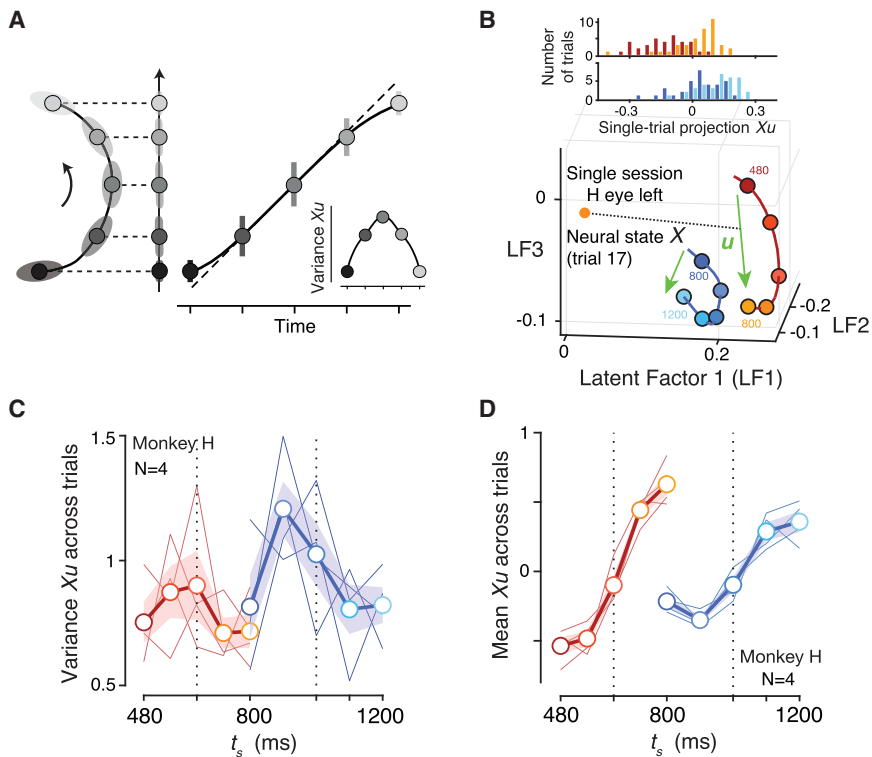 A
Variance Xu
Time
B
Number
of trials
10
0
5
0
-0.3
0
0.3
Single-trial projection Xu
Single session
H eye left
Neural state X
(trial 17)
u
480
800
800
1200
0
-0.1
LF3
0
0.2
-0.2
-0.1
LF2
Latent Factor 1 (LF1)
C
Monkey H
N=4
Variance Xu across trials
1.5
1
0.5
480
800
1200
ts (ms)
D
Mean Xu across trials
1
0
Monkey H
N=4
480
800
1200
ts (ms)